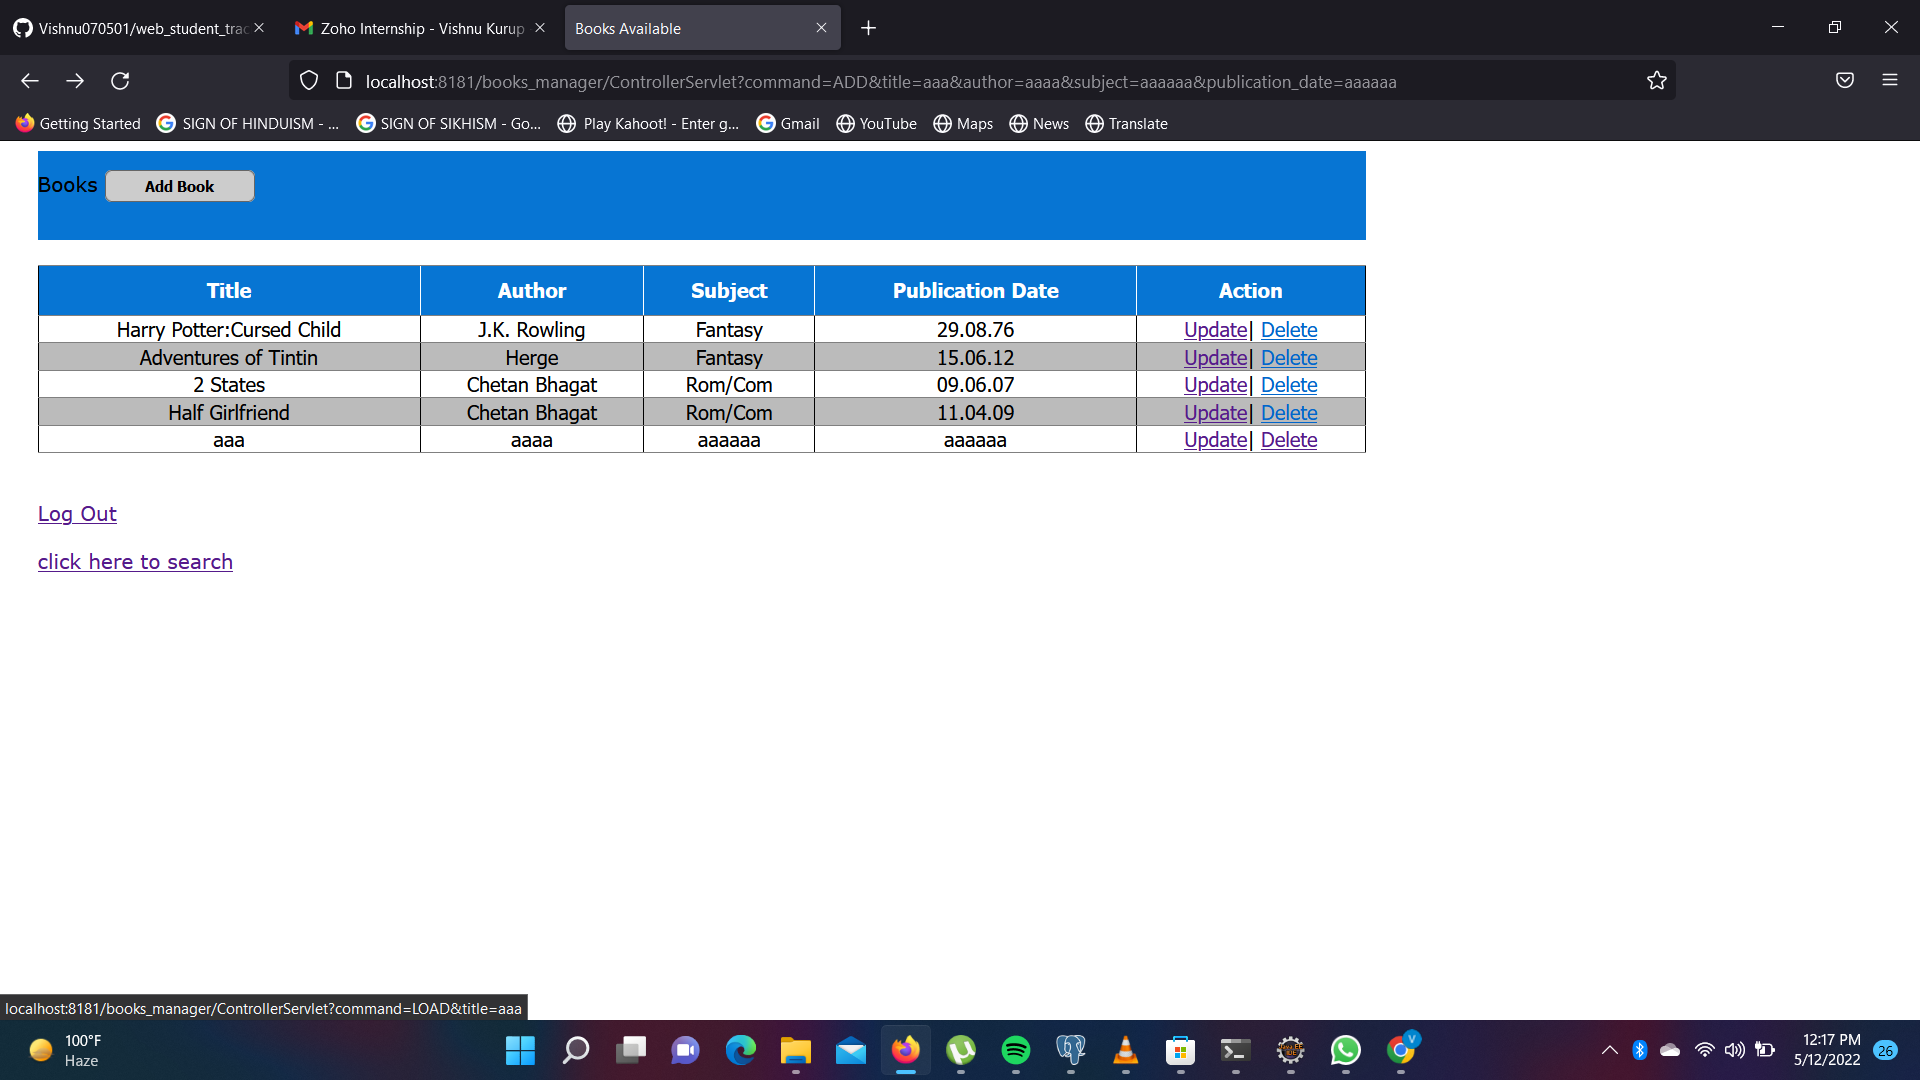 Vishnu070501/web_student_trac
Zoho Internship - Vishnu Kurup
Books Available
localhost:8181/books_manager/ControllerServlet?command=ADD&title=aaa&author=aaaa&subject=aaaaaa&publication_date=aaaaaa
Getting Started SIGN OF HINDUISM - ... SIGN OF SIKHISM - Go... Play Kahoot! - Enter g... Gmail YouTube Maps News Translate
Books Add Book
Title Author Subject Publication Date Action
Harry Potter:Cursed Child J.K. Rowling Fantasy 29.08.76 Update| Delete
Adventures of Tintin Herge Fantasy 15.06.12 Update| Delete
2 States Chetan Bhagat Rom/Com 09.06.07 Update| Delete
Half Girlfriend Chetan Bhagat Rom/Com 11.04.09 Update| Delete
aaa aaaa aaaaaa aaaaaa Update| Delete
Log Out
click here to search
localhost:8181/books_manager/ControllerServlet?command=LOAD&title=aaa
100°F
Haze
V
12:17 PM
5/12/2022
26